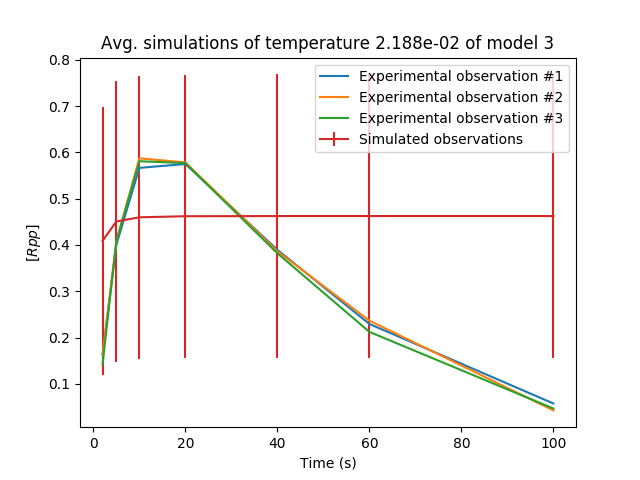 Avg. simulations of temperature 2.188e-02 of model 3
Experimental observation #1
Experimental observation #2
Experimental observation #3
Simulated observations
[Rpp]
0.8
0.7
0.6
0.5
0.4
0.3
0.2
0.1
0 20 40 60 80 100
Time (s)